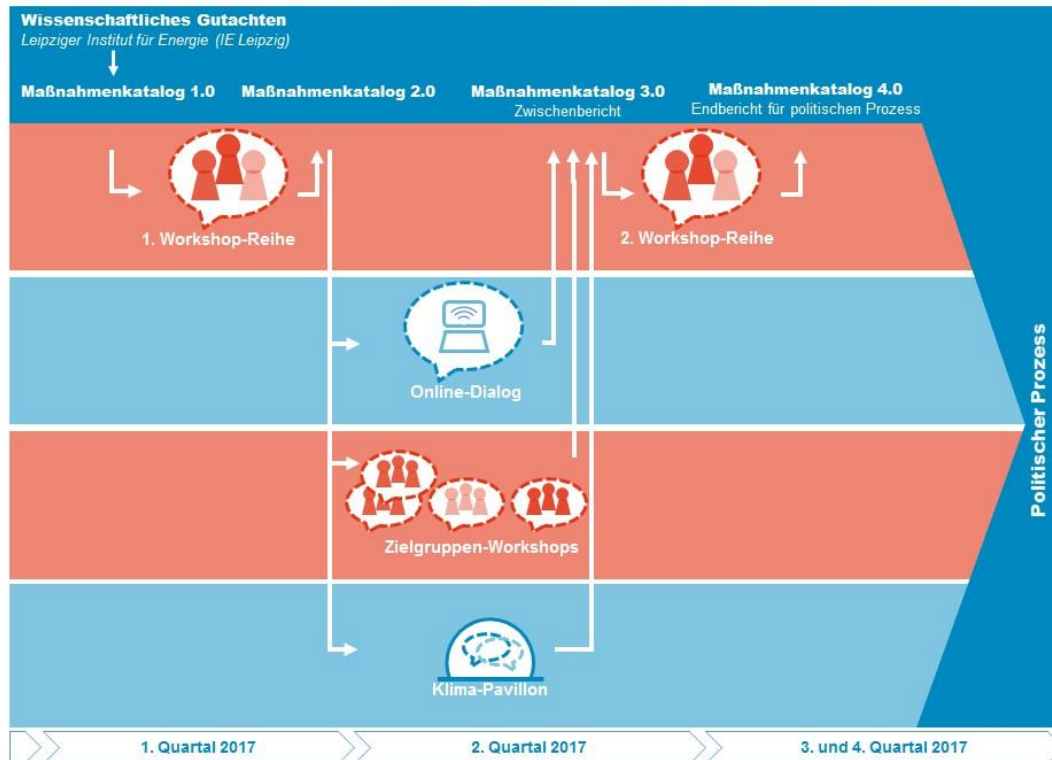 Wissenschaftliches Gutachten
Leipziger Institut für Energie (IE Leipzig)
Maßnahmenkatalog 1.0
Maßnahmenkatalog 2.0
Maßnahmenkatalog 3.0
Zwischenbericht
Maßnahmenkatalog 4.0
Endbericht für politischen Prozess
1. Workshop-Reihe
2. Workshop-Reihe
Online-Dialog
Zielgruppen-Workshops
Klima-Pavillon
Politischer Prozess
1. Quartal 2017
2. Quartal 2017
3. und 4. Quartal 2017